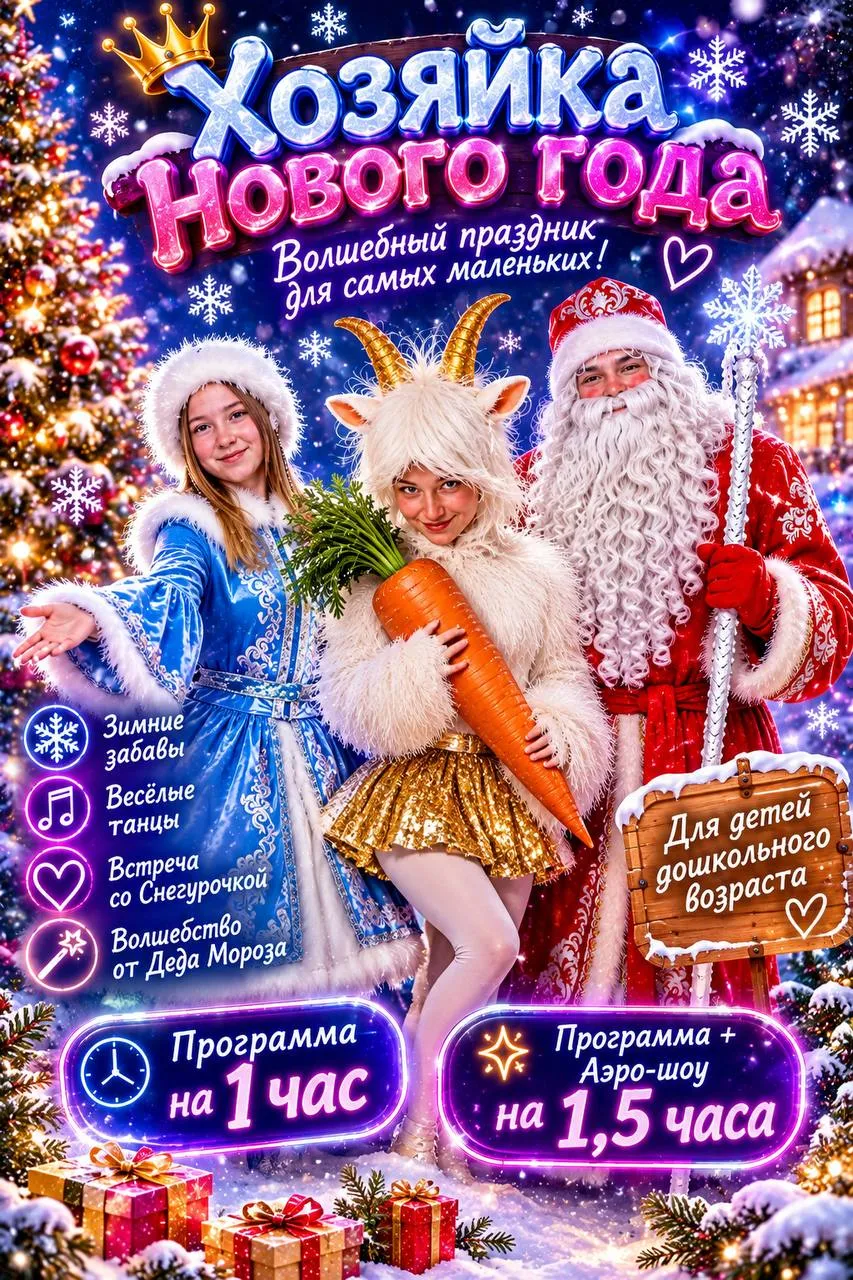 Хозяйка
Нового года
Волшебный праздник
для самых маленьких!
Зимние
забавы
Весёлые
танцы
Встреча
со Снегурочкой
Волшебство
от Деда Мороза
Для детей
дошкольного
возраста
Программа
на 1 час
Программа +
Аэро-шоу
на 1,5 часа